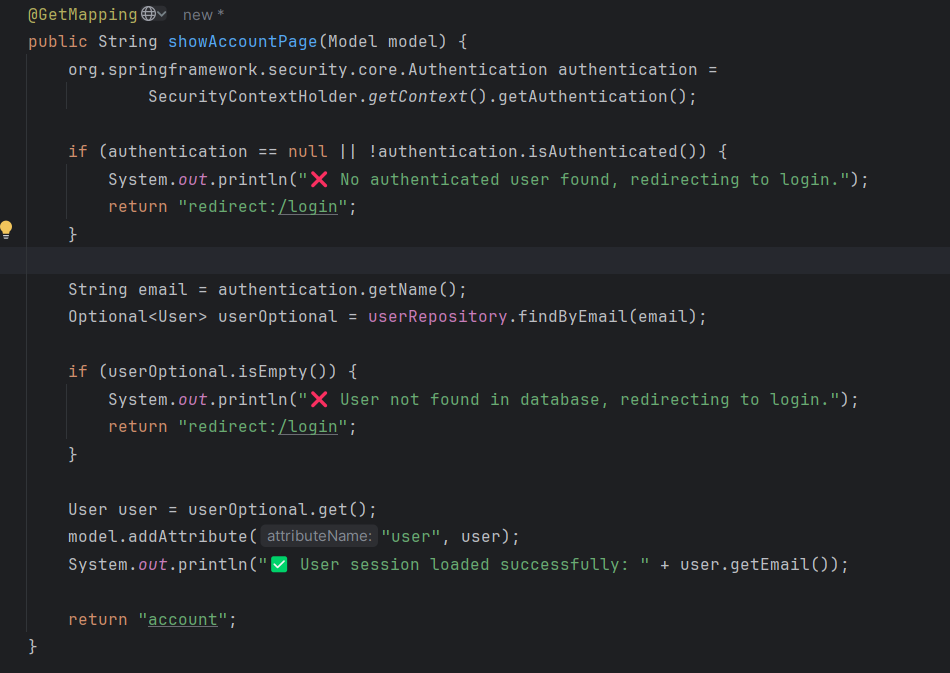 @GetMapping new *
public String showAccountPage(Model model) {
    org.springframework.security.core.Authentication authentication =
            SecurityContextHolder.getContext().getAuthentication();

    if (authentication == null || !authentication.isAuthenticated()) {
        System.out.println("❌ No authenticated user found, redirecting to login.");
        return "redirect:/login";
    }

    String email = authentication.getName();
    Optional<User> userOptional = userRepository.findByEmail(email);

    if (userOptional.isEmpty()) {
        System.out.println("❌ User not found in database, redirecting to login.");
        return "redirect:/login";
    }

    User user = userOptional.get();
    model.addAttribute( attributeName: "user", user);
    System.out.println("✅ User session loaded successfully: " + user.getEmail());

    return "account";
}